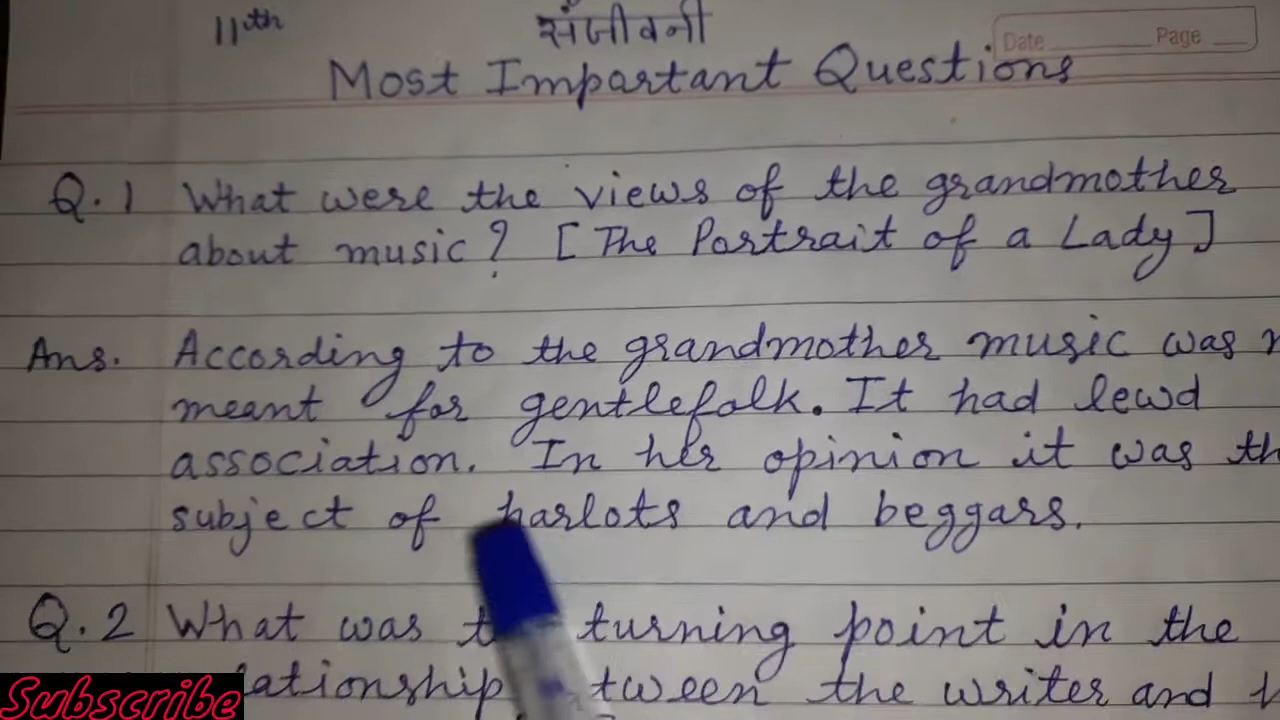 11th संजीवनी Date Page
Most Important Questions
Q.1 What were the views of the grandmother
about music? [The Portrait of a Lady]
Ans. According to the grandmother music was
meant for gentlefolk. It had lewd
association. In her opinion it was th
subject of harlots and beggars.
Q.2 What was turning point in the
ationship tween the writer and
Subscribe